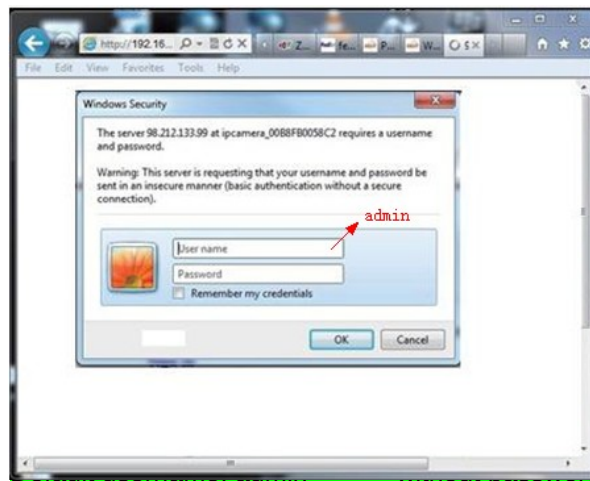 http://192.16...
Z...
fe...
P...
W...
File Edit View Favorites Tools Help
Windows Security
The server 98.212.133.99 at ipcamera_00B8FB0058C2 requires a username
and password.
Warning: This server is requesting that your username and password be
sent in an insecure manner (basic authentication without a secure
connection).
admin
User name
Password
Remember my credentials
OK Cancel